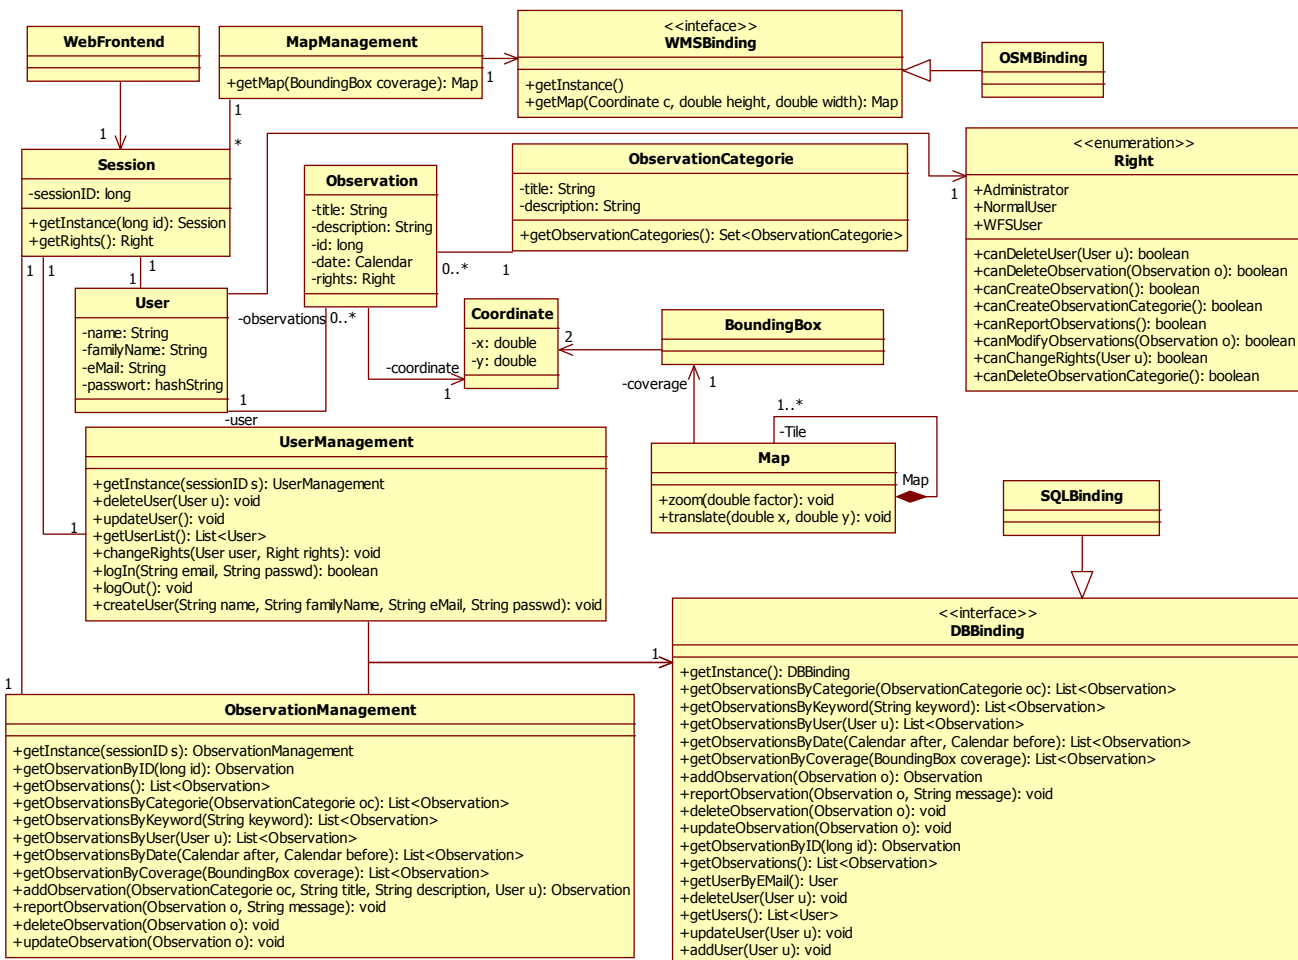 WebFrontend
MapManagement
+getMap(BoundingBox coverage): Map
<<inteface>>
WMSBinding
+getInstance()
+getMap(Coordinate c, double height, double width): Map
OSMBinding
1
1
1
*
Session
-sessionID: long
+getInstance(long id): Session
+getRights(): Right
1
1
1
1
Observation
-title: String
-description: String
-id: long
-date: Calendar
-rights: Right
ObservationCategorie
-title: String
-description: String
+getObservationCategories(): Set<ObservationCategorie>
0..*
1
<<enumeration>>
Right
+Administrator
+NormalUser
+WFSUser
+canDeleteUser(User u): boolean
+canDeleteObservation(Observation o): boolean
+canCreateObservation(): boolean
+canCreateObservationCategorie(): boolean
+canReportObservations(): boolean
+canModifyObservations(Observation o): boolean
+canChangeRights(User u): boolean
+canDeleteObservationCategorie(): boolean
1
User
-name: String
-familyName: String
-eMail: String
-passwort: hashString
-observations
0..*
1
-user
Coordinate
-x: double
-y: double
-coordinate
1
2
BoundingBox
-coverage
1
1..*
-Tile
Map
+zoom(double factor): void
+translate(double x, double y): void
Map
UserManagement
+getInstance(sessionID s): UserManagement
+deleteUser(User u): void
+updateUser(): void
+getUserList(): List<User>
+changeRights(User user, Right rights): void
+logIn(String email, String passwd): boolean
+logOut(): void
+createUser(String name, String familyName, String eMail, String passwd): void
1
SQLBinding
1
1
ObservationManagement
+getInstance(sessionID s): ObservationManagement
+getObservationByID(long id): Observation
+getObservations(): List<Observation>
+getObservationsByCategorie(ObservationCategorie oc): List<Observation>
+getObservationsByKeyword(String keyword): List<Observation>
+getObservationsByUser(User u): List<Observation>
+getObservationsByDate(Calendar after, Calendar before): List<Observation>
+getObservationByCoverage(BoundingBox coverage): List<Observation>
+addObservation(ObservationCategorie oc, String title, String description, User u): Observation
+reportObservation(Observation o, String message): void
+deleteObservation(Observation o): void
+updateObservation(Observation o): void
<<interface>>
DBBinding
+getInstance(): DBBinding
+getObservationsByCategorie(ObservationCategorie oc): List<Observation>
+getObservationsByKeyword(String keyword): List<Observation>
+getObservationsByUser(User u): List<Observation>
+getObservationsByDate(Calendar after, Calendar before): List<Observation>
+getObservationByCoverage(BoundingBox coverage): List<Observation>
+addObservation(Observation o): Observation
+reportObservation(Observation o, String message): void
+deleteObservation(Observation o): void
+updateObservation(Observation o): void
+getObservationByID(long id): Observation
+getObservations(): List<Observation>
+getUserByEMail(): User
+deleteUser(User u): void
+getUsers(): List<User>
+updateUser(User u): void
+addUser(User u): void